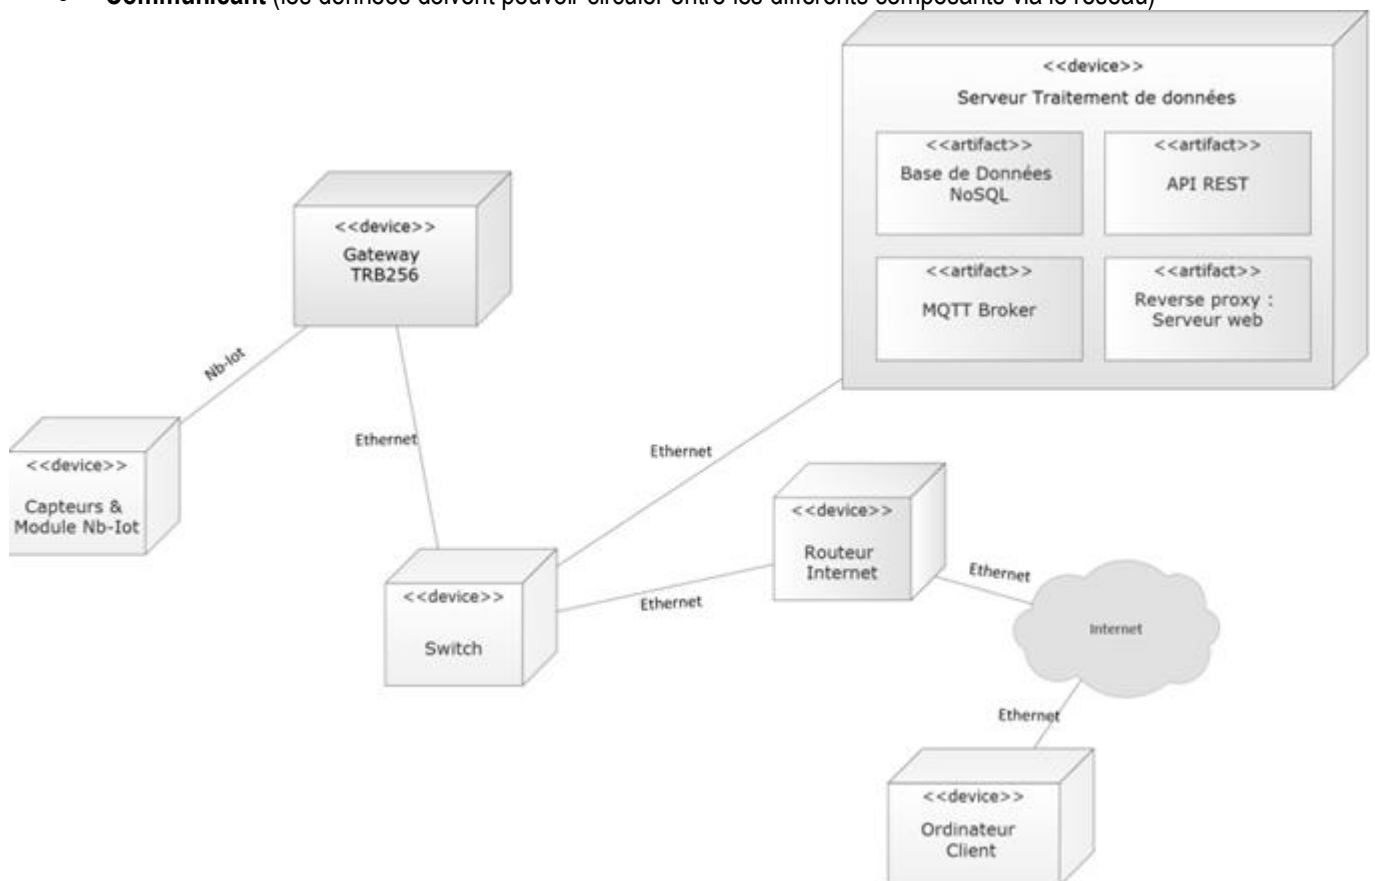 Communicant (les données doivent pouvoir circuler entre les différents composants via le réseau)
<<device>>
Serveur Traitement de données
<<artifact>>
Base de Données
NoSQL
<<artifact>>
API REST
<<artifact>>
MQTT Broker
<<artifact>>
Reverse proxy :
Serveur web
<<device>>
Gateway
TRB256
Nb-Iot
Ethernet
Ethernet
<<device>>
Capteurs &
Module Nb-Iot
<<device>>
Switch
Ethernet
<<device>>
Routeur
Internet
Ethernet
Internet
Ethernet
<<device>>
Ordinateur
Client